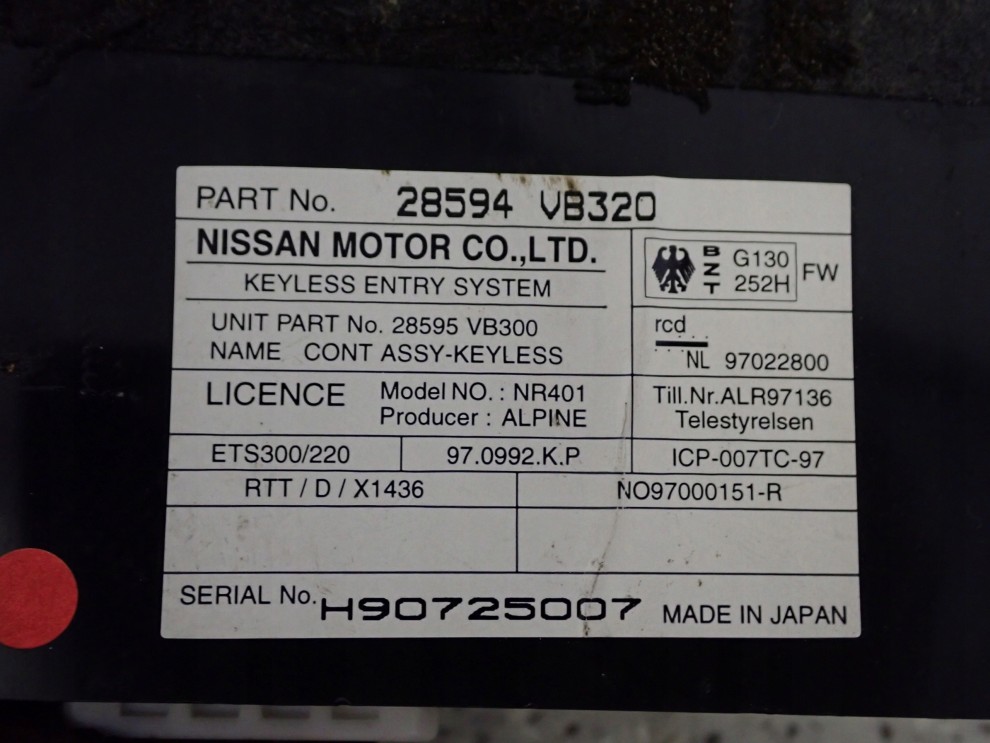 PART No. 28594 VB320
NISSAN MOTOR CO.,LTD.
KEYLESS ENTRY SYSTEM
UNIT PART No. 28595 VB300
NAME CONT ASSY-KEYLESS
BZT G130 252H FW
rcd
NL 97022800
LICENCE
Model NO. : NR401
Producer : ALPINE
Till.Nr.ALR97136
Telestyrelsen
ETS300/220 97.0992.K.P ICP-007TC-97
RTT / D / X1436 NO97000151-R
SERIAL No. H90725007 MADE IN JAPAN